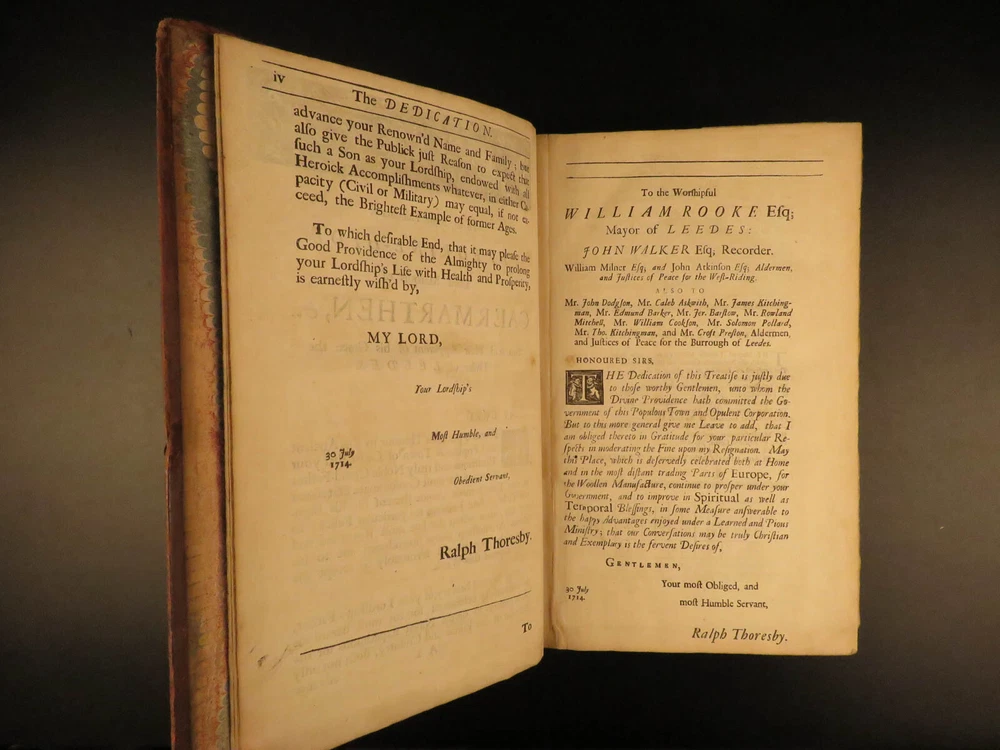 iv
The DEDICATION.
advance your Renown'd Name and Family; but
alſo give the Publick juſt Reaſon to expect that
ſuch a Son as your Lordſhip, endowed with all
Heroick Accompliſhments whatever, in either Ca-
pacity (Civil or Military) may equal, if not ex-
ceed, the Brighteſt Example of former Ages.
To which deſirable End, that it may pleaſe the
Good Providence of the Almighty to prolong
your Lordſhip's Life with Health and Proſperity,
is earneſtly wiſh'd by,
MY LORD,
Your Lordſhip's
Moſt Humble, and
30 July
1714.
Obedient Servant,
Ralph Thoresby.
To
To the Worſhipful
WILLIAM ROOKE Eſq;
Mayor of LEEDES:
JOHN WALKER Eſq, Recorder.
William Milner Eſq, and John Atkinſon Eſq; Aldermen,
and Juſtices of Peace for the Weſt-Riding.
ALSO TO
Mr. John Dodgſon, Mr. Caleb Askwith, Mr. James Kitching-
man, Mr. Edmund Barker, Mr. Jer. Barſtow, Mr. Rowland
Mitchell, Mr. William Cookſon, Mr. Solomon Pollard,
Mr. Tho. Kitchingman, and Mr. Croft Preſton, Aldermen,
and Juſtices of Peace for the Burrough of Leedes.
HONOURED SIRS,
THE Dedication of this Treatiſe is juſtly due
to thoſe worthy Gentlemen, unto whom the
Divine Providence hath committed the Go-
vernment of this Populous Town and Opulent Corporation.
But to this more general give me Leave to add, that I
am obliged thereto in Gratitude for your particular Re-
ſpects in moderating the Fine upon my Reſignation. May
this Place, which is deſervedly celebrated both at Home
and in the moſt diſtant trading Parts of Europe, for
the Woollen Manufacture, continue to proſper under your
Government, and to improve in Spiritual as well as
Temporal Bleſſings, in ſome Meaſure anſwerable to
the happy Advantages enjoyed under a Learned and Pious
Miniſtry; that our Converſations may be truly Chriſtian
and Exemplary is the fervent Deſires of,
GENTLEMEN,
Your moſt Obliged, and
30 July
1714.
moſt Humble Servant,
Ralph Thoresby.